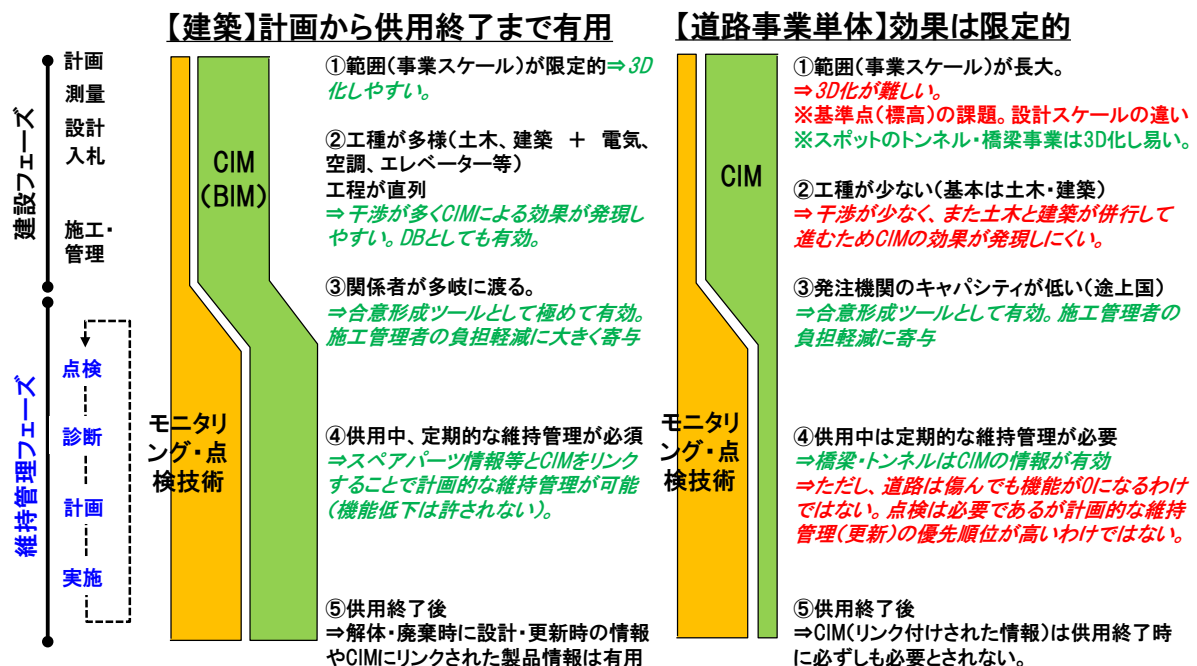 【建築】計画から供用終了まで有用
【道路事業単体】効果は限定的
建設フェーズ
計画
測量
設計
入札
施工・
管理
維持管理フェーズ
点検
診断
計画
実施
CIM
(BIM)
モニタリ
ング・点
検技術
①範囲(事業スケール)が限定的⇒3D
化しやすい。
②工種が多様(土木、建築 + 電気、
空調、エレベーター等)
工程が直列
⇒干渉が多くCIMによる効果が発現し
やすい。DBとしても有効。
③関係者が多岐に渡る。
⇒合意形成ツールとして極めて有効。
施工管理者の負担軽減に大きく寄与
④供用中、定期的な維持管理が必須
⇒スペアパーツ情報等とCIMをリンク
することで計画的な維持管理が可能
(機能低下は許されない)。
⑤供用終了後
⇒解体・廃棄時に設計・更新時の情報
やCIMにリンクされた製品情報は有用
CIM
モニタリ
ング・点
検技術
①範囲(事業スケール)が長大。
⇒3D化が難しい。
※基準点(標高)の課題。設計スケールの違い
※スポットのトンネル・橋梁事業は3D化し易い。
②工種が少ない(基本は土木・建築)
⇒干渉が少なく、また土木と建築が併行して
進むためCIMの効果が発現しにくい。
③発注機関のキャパシティが低い(途上国)
⇒合意形成ツールとして有効。施工管理者の
負担軽減に寄与
④供用中は定期的な維持管理が必要
⇒橋梁・トンネルはCIMの情報が有効
⇒ただし、道路は傷んでも機能が0になるわけ
ではない。点検は必要であるが計画的な維持
管理(更新)の優先順位が高いわけではない。
⑤供用終了後
⇒CIM(リンク付けされた情報)は供用終了時
に必ずしも必要とされない。